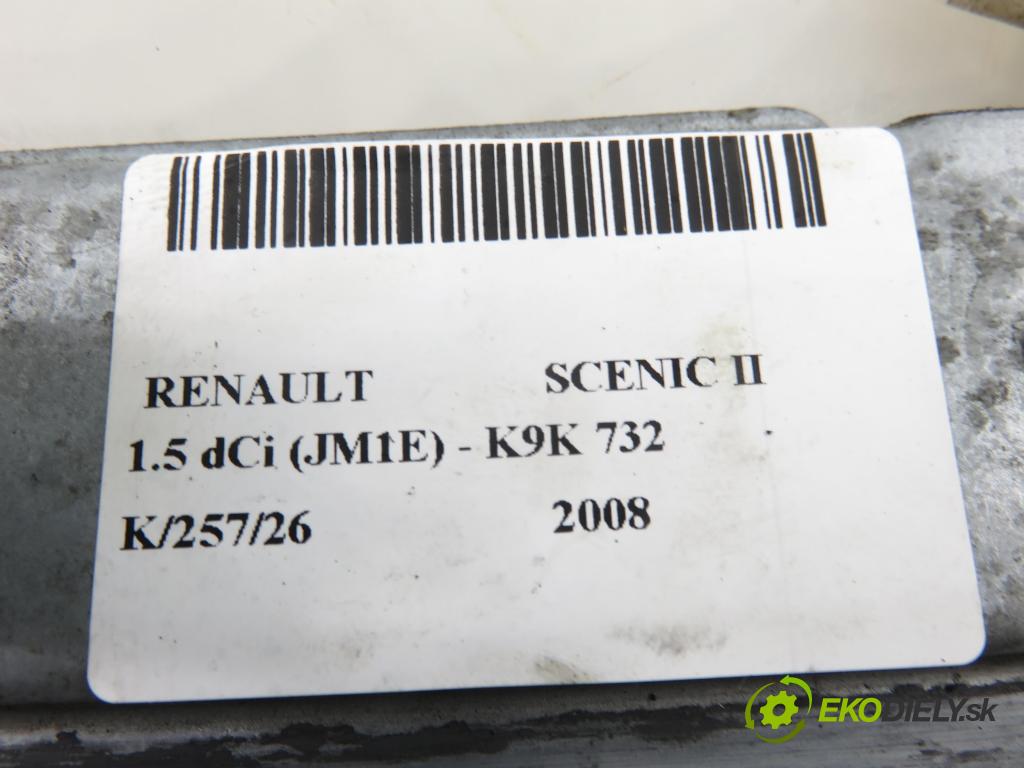 RENAULT SCENIC II
1.5 dCi (JM1E) - K9K 732
K/257/26 2008
EKODIELY.sk